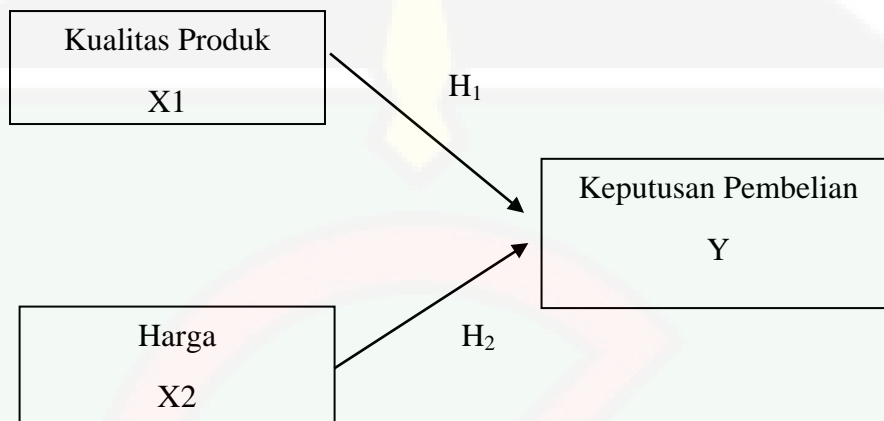 Kualitas Produk
X1
H₁
Keputusan Pembelian
Y
Harga
X2
H₂